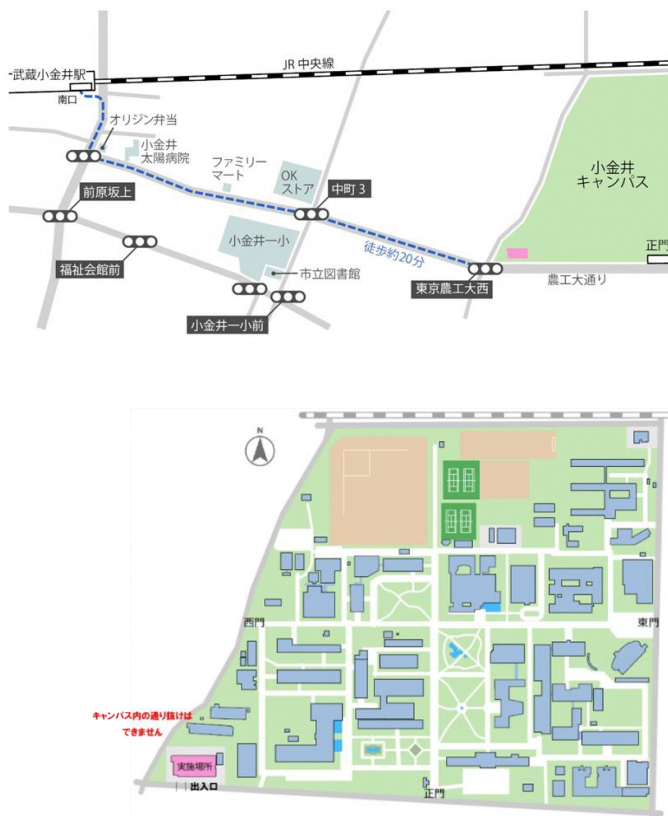 JR 中央線
武蔵小金井駅
南口
オリジン弁当
小金井
太陽病院
ファミリー
マート
OK
ストア
中町 3
前原坂上
小金井
キャンパス
小金井一小
徒歩約20分
正門
福祉会館前
市立図書館
東京農工大西
農工大通り
小金井一小前
N
西門
東門
キャンパス内の通り抜けは
できません
実施場所
出入口
正門